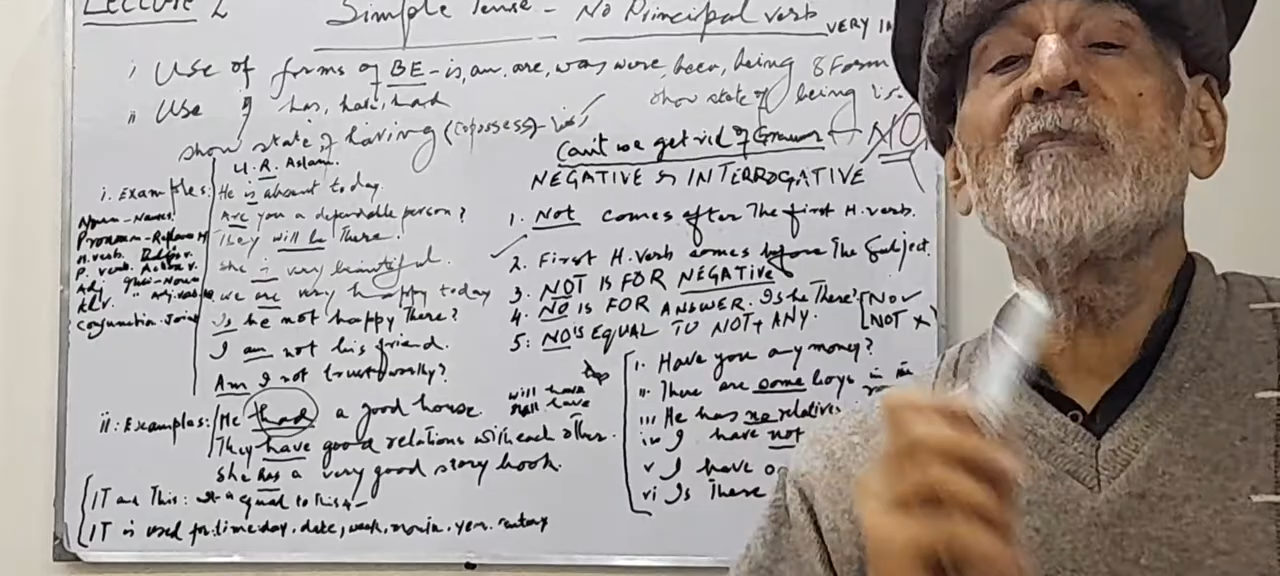 Lecture 2
Simple Tense - No Principal verb
VERY IM
i, Use of forms of BE - is, am, are, was were, been, being 8 Form
show state of being is
ii Use of has, have, had
show state of having (to possess)
Can't we get rid of Grammar NO
U.R. Aslam.
NEGATIVE & INTERROGATIVE
1. Not comes after The first H.verb.
2. First H.verb comes before The Subject.
3. NOT IS FOR NEGATIVE
4. NO IS FOR ANSWER. Is he There? [No ✓
NOT ×
5: NO IS EQUAL TO NOT + ANY.
i. Examples:
He is absent today
Are you a dependable person?
They will be There.
She is very beautiful.
We are very happy today
Is he not happy There?
I am not his friend.
Am I not trustworthy?
Noun - Names.
Pronoun -
H.verb.
P. verb. Action v.
Adj
Adv.
Conjunction - Joins
ii: Examples:
He had a good house.
They have good relations with each other.
She has a very good story book.
will have
shall have
i. Have you any money?
ii. There are some boys in
iii He has no relatives
iv I have not
v I have
vi Is There
IT and This: It is equal to This +
IT is used for: time, day, date, week, month, year, century